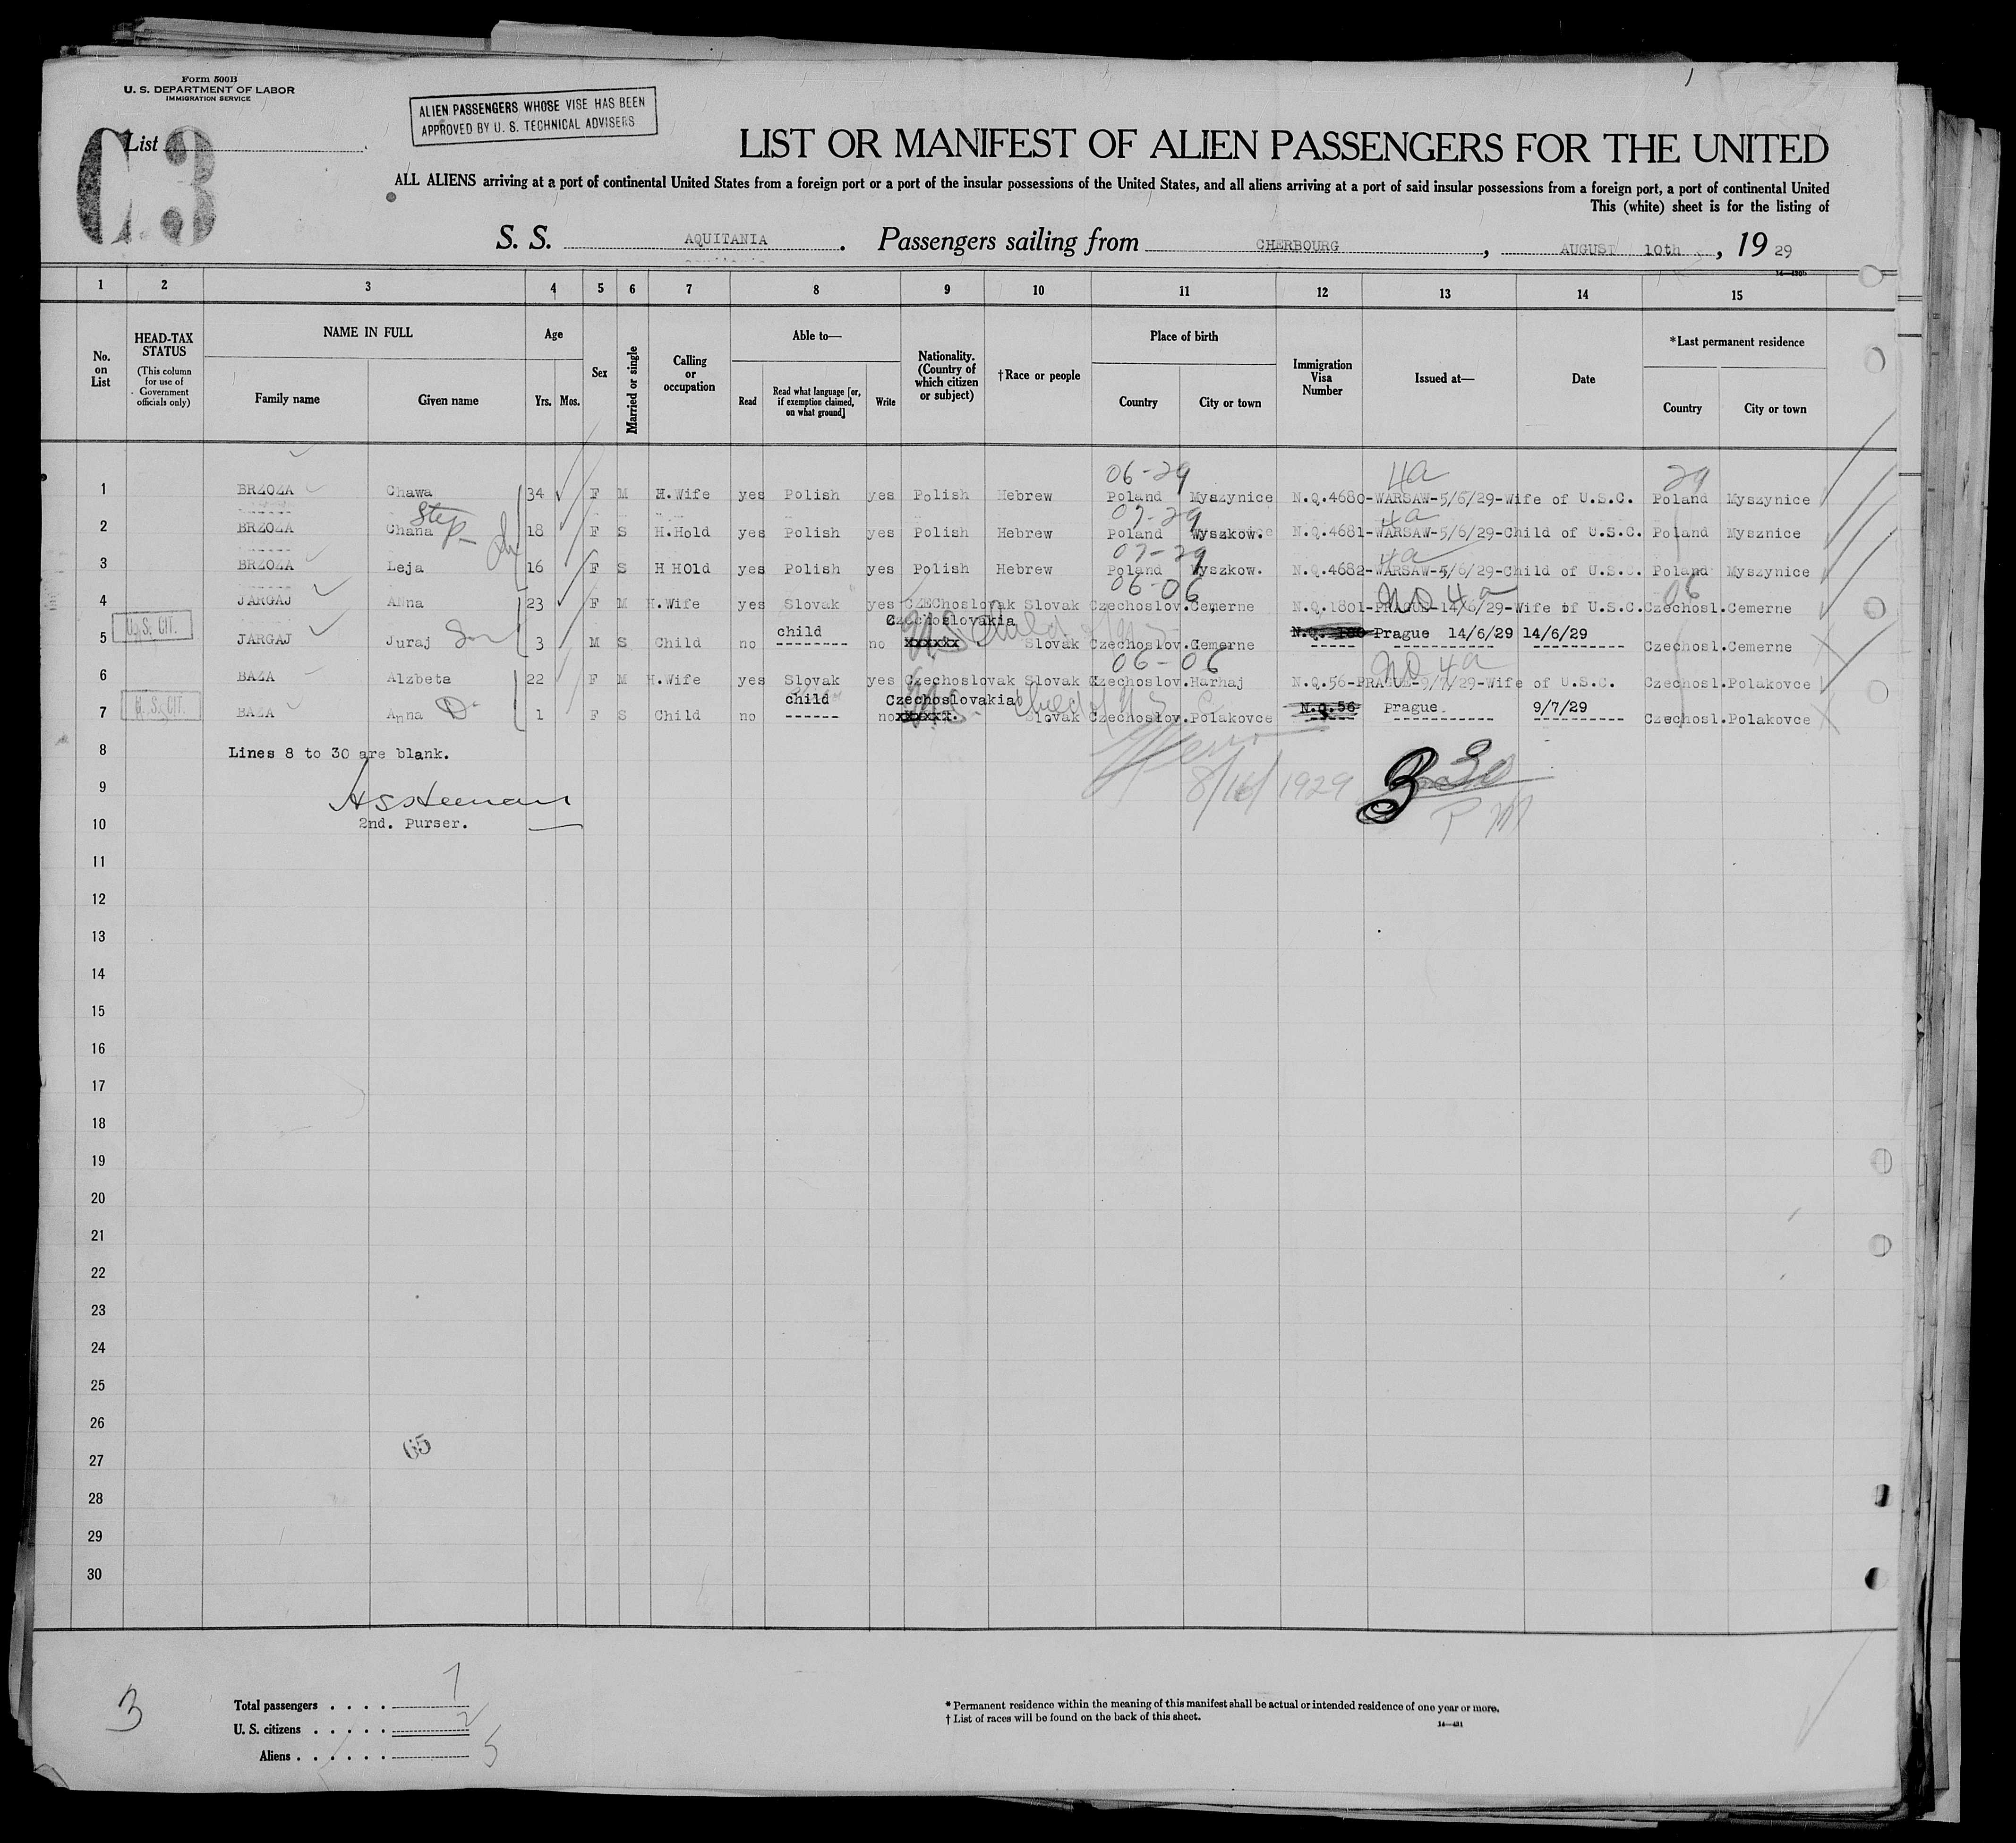 Form 500B
U. S. DEPARTMENT OF LABOR
IMMIGRATION SERVICE
ALIEN PASSENGERS WHOSE VISE HAS BEEN
APPROVED BY U. S. TECHNICAL ADVISERS
List
C3
LIST OR MANIFEST OF ALIEN PASSENGERS FOR THE UNITED
ALL ALIENS arriving at a port of continental United States from a foreign port or a port of the insular possessions of the United States, and all aliens arriving at a port of said insular possessions from a foreign port, a port of continental United
This (white) sheet is for the listing of
S. S. AQUITANIA. Passengers sailing from CHERBOURG, AUGUST 10th, 19 29
1 2 3 4 5 6 7 8 9 10 11 12 13 14 15
No. on List
HEAD-TAX STATUS
(This column for use of Government officials only)
NAME IN FULL
Family name
Given name
Age
Yrs. Mos.
Sex
Married or single
Calling or occupation
Able to—
Read
Read what language [or, if exemption claimed, on what ground]
Write
Nationality. (Country of which citizen or subject)
†Race or people
Place of birth
Country
City or town
Immigration Visa Number
Issued at—
Date
*Last permanent residence
Country
City or town
06-29 4a 29
1 BRZOZA Chawa 34 F M H.Wife yes Polish yes Polish Hebrew Poland Myszynice N.Q.4680-WARSAW-5/6/29-Wife of U.S.C. Poland Myszynice
Step 07-29 4a
2 BRZOZA Chana 18 F S H.Hold yes Polish yes Polish Hebrew Poland Wyszkow. N.Q.4681-WARSAW-5/6/29-Child of U.S.C. Poland Mysznice
07-29 4a
3 BRZOZA Leja 16 F S H Hold yes Polish yes Polish Hebrew Poland Wyszkow. N.Q.4682-WARSAW-5/6/29-Child of U.S.C. Poland Myszynice
06-06 4a 06
4 JARGAJ Anna 23 F M H.Wife yes Slovak yes CZEchoslovak Slovak Czechoslov.Cemerne N.Q.1801-PRAGUE-14/6/29-Wife of U.S.C. Czechosl.Cemerne
U. S. CIT. child Czechoslovakia
5 JARGAJ Juraj Son 3 M S Child no -------- no xxxxxx Slovak Czechoslov.Cemerne Prague 14/6/29 14/6/29 Czechosl.Cemerne
06-06 4a
6 BAZA Alzbeta 22 F M H.Wife yes Slovak yes Czechoslovak Slovak Czechoslov.Harhaj N.Q.56-PRAGUE-9/7/29-Wife of U.S.C. Czechosl.Polakovce
U. S. CIT. child Czechoslovakia
7 BAZA Anna D. 1 F S Child no ------ no xxxxxx. Slovak Czechoslov.Polakovce N.Q.56 Prague 9/7/29 Czechosl.Polakovce
8 Lines 8 to 30 are blank.
8/16/1929 3 30 PM
9
10 2nd. Purser.
11
12
13
14
15
16
17
18
19
20
21
22
23
24
25
26
65
27
28
29
30
3
Total passengers . . . . 7
U. S. citizens . . . . . 2
Aliens . . . . . . 5
* Permanent residence within the meaning of this manifest shall be actual or intended residence of one year or more.
† List of races will be found on the back of this sheet.
14—431